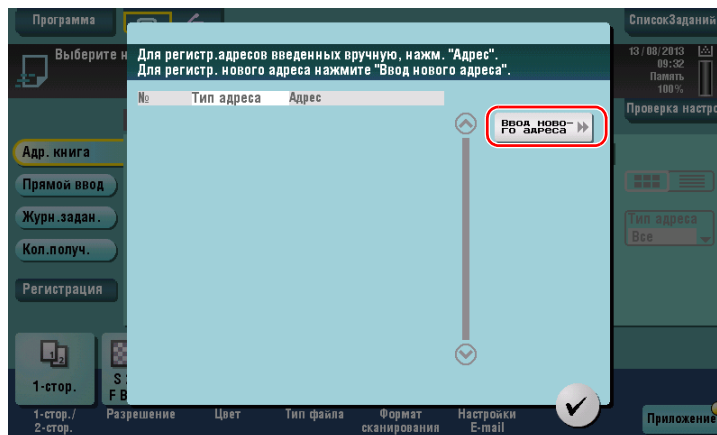 Программа
СписокЗаданий
Выберите н
Для регистр.адресов введенных вручную, нажм. "Адрес".
Для регистр. нового адреса нажмите "Ввод нового адреса".
13/08/2013
09:32
Память
100%
№ Тип адреса Адрес
Проверка настро
Ввод ново-
го адреса
Адр. книга
Прямой ввод
Журн.задан.
Кол.получ.
Тип адреса
Все
Регистрация
1-стор.
S
F B
1-стор./
2-стор.
Разрешение
Цвет
Тип файла
Формат
сканирования
Настройки
E-mail
Приложение